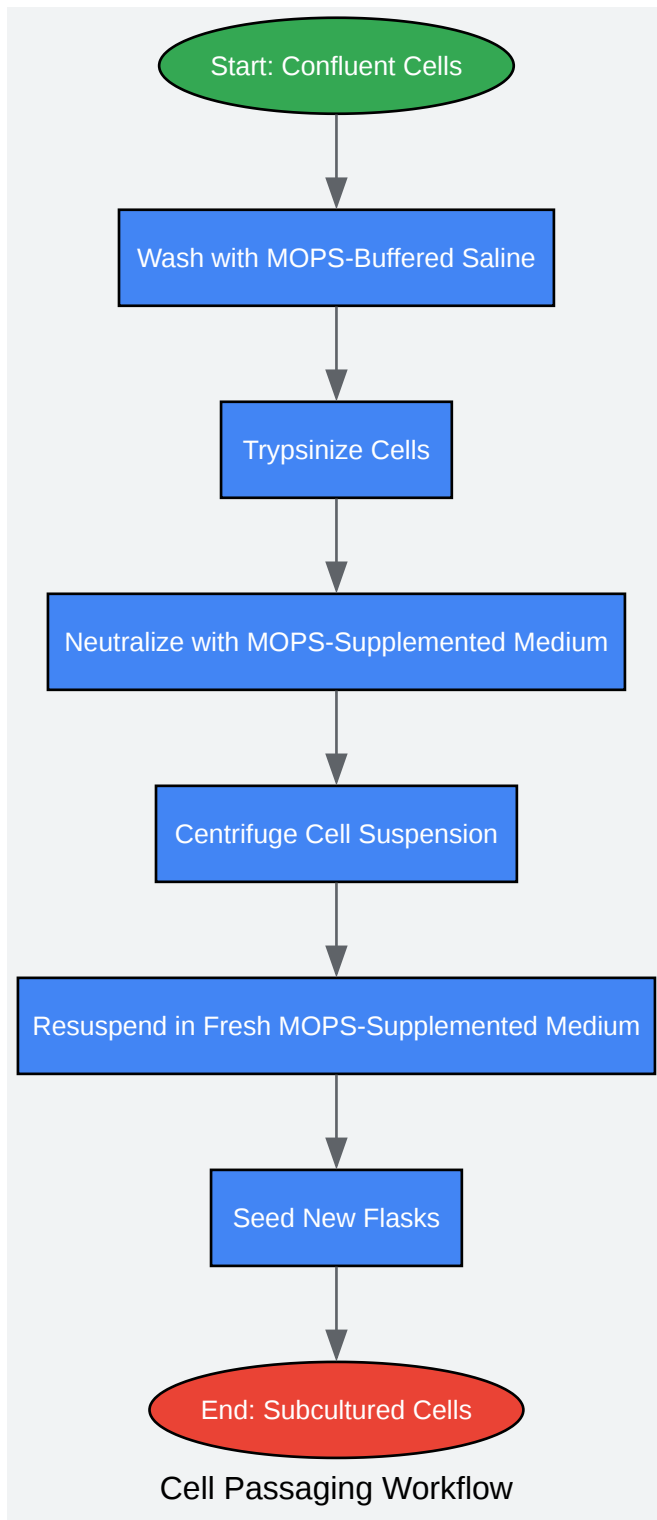 Start: Confluent Cells
Wash with MOPS-Buffered Saline
Trypsinize Cells
Neutralize with MOPS-Supplemented Medium
Centrifuge Cell Suspension
Resuspend in Fresh MOPS-Supplemented Medium
Seed New Flasks
End: Subcultured Cells
Cell Passaging Workflow